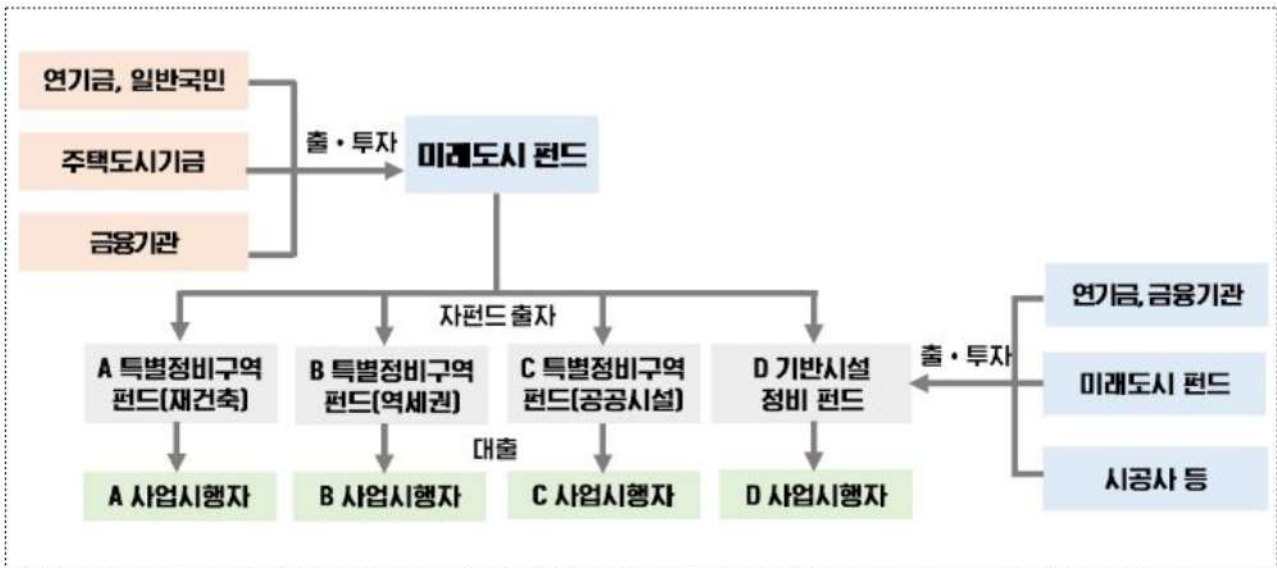 연기금, 일반국민
주택도시기금
금융기관
출・투자
미래도시 펀드
자펀드 출자
A 특별정비구역
펀드(재건축)
B 특별정비구역
펀드(역세권)
C 특별정비구역
펀드(공공시설)
D 기반시설
정비 펀드
출・투자
연기금, 금융기관
미래도시 펀드
시공사 등
대출
A 사업시행자
B 사업시행자
C 사업시행자
D 사업시행자